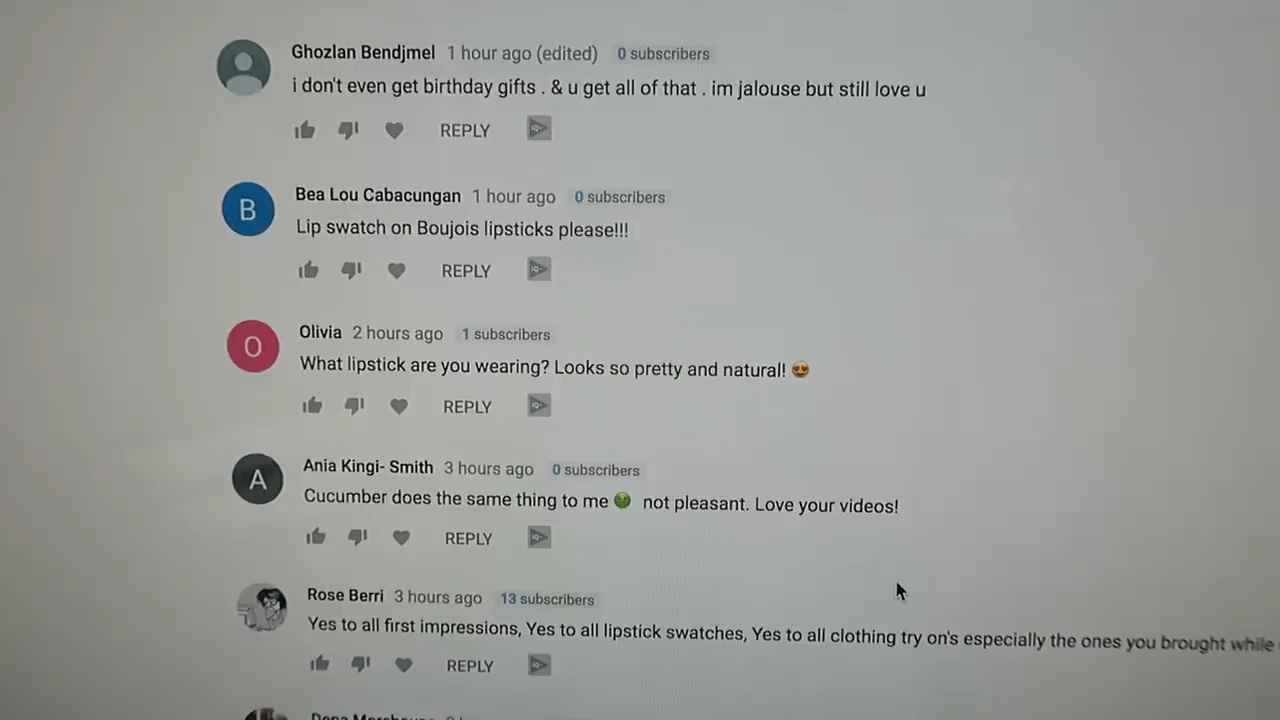 Ghozlan Bendjmel 1 hour ago (edited) 0 subscribers
i don't even get birthday gifts . & u get all of that . im jalouse but still love u
REPLY
B
Bea Lou Cabacungan 1 hour ago 0 subscribers
Lip swatch on Boujois lipsticks please!!!
REPLY
O
Olivia 2 hours ago 1 subscribers
What lipstick are you wearing? Looks so pretty and natural! 😍
REPLY
A
Ania Kingi- Smith 3 hours ago 0 subscribers
Cucumber does the same thing to me 🤢 not pleasant. Love your videos!
REPLY
Rose Berri 3 hours ago 13 subscribers
Yes to all first impressions, Yes to all lipstick swatches, Yes to all clothing try on's especially the ones you brought while
REPLY